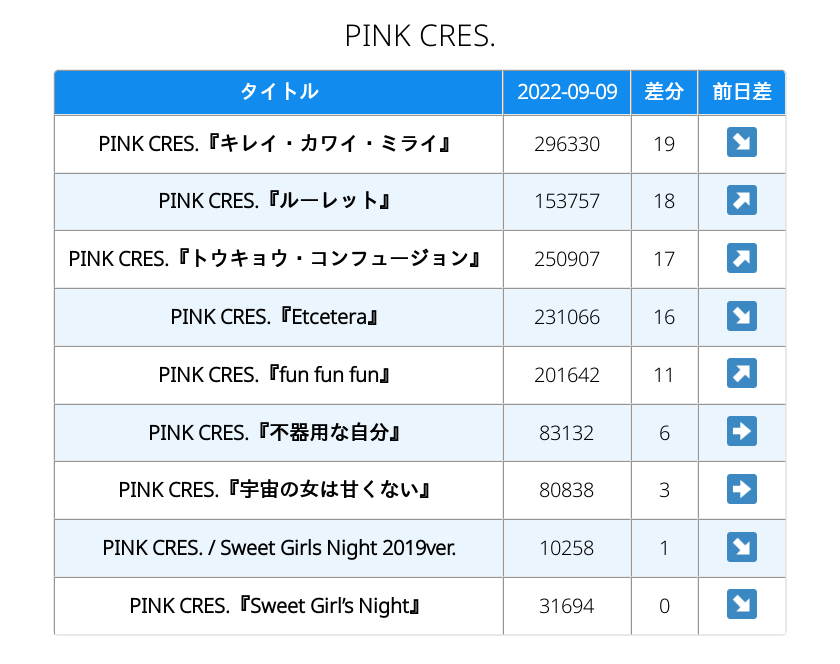 PINK CRES.
タイトル 2022-09-09 差分 前日差
PINK CRES.『キレイ・カワイ・ミライ』 296330 19 ↘
PINK CRES.『ルーレット』 153757 18 ↗
PINK CRES.『トウキョウ・コンフュージョン』 250907 17 ↗
PINK CRES.『Etcetera』 231066 16 ↘
PINK CRES.『fun fun fun』 201642 11 ↗
PINK CRES.『不器用な自分』 83132 6 ➡
PINK CRES.『宇宙の女は甘くない』 80838 3 ➡
PINK CRES. / Sweet Girls Night 2019ver. 10258 1 ↘
PINK CRES.『Sweet Girl’s Night』 31694 0 ↘